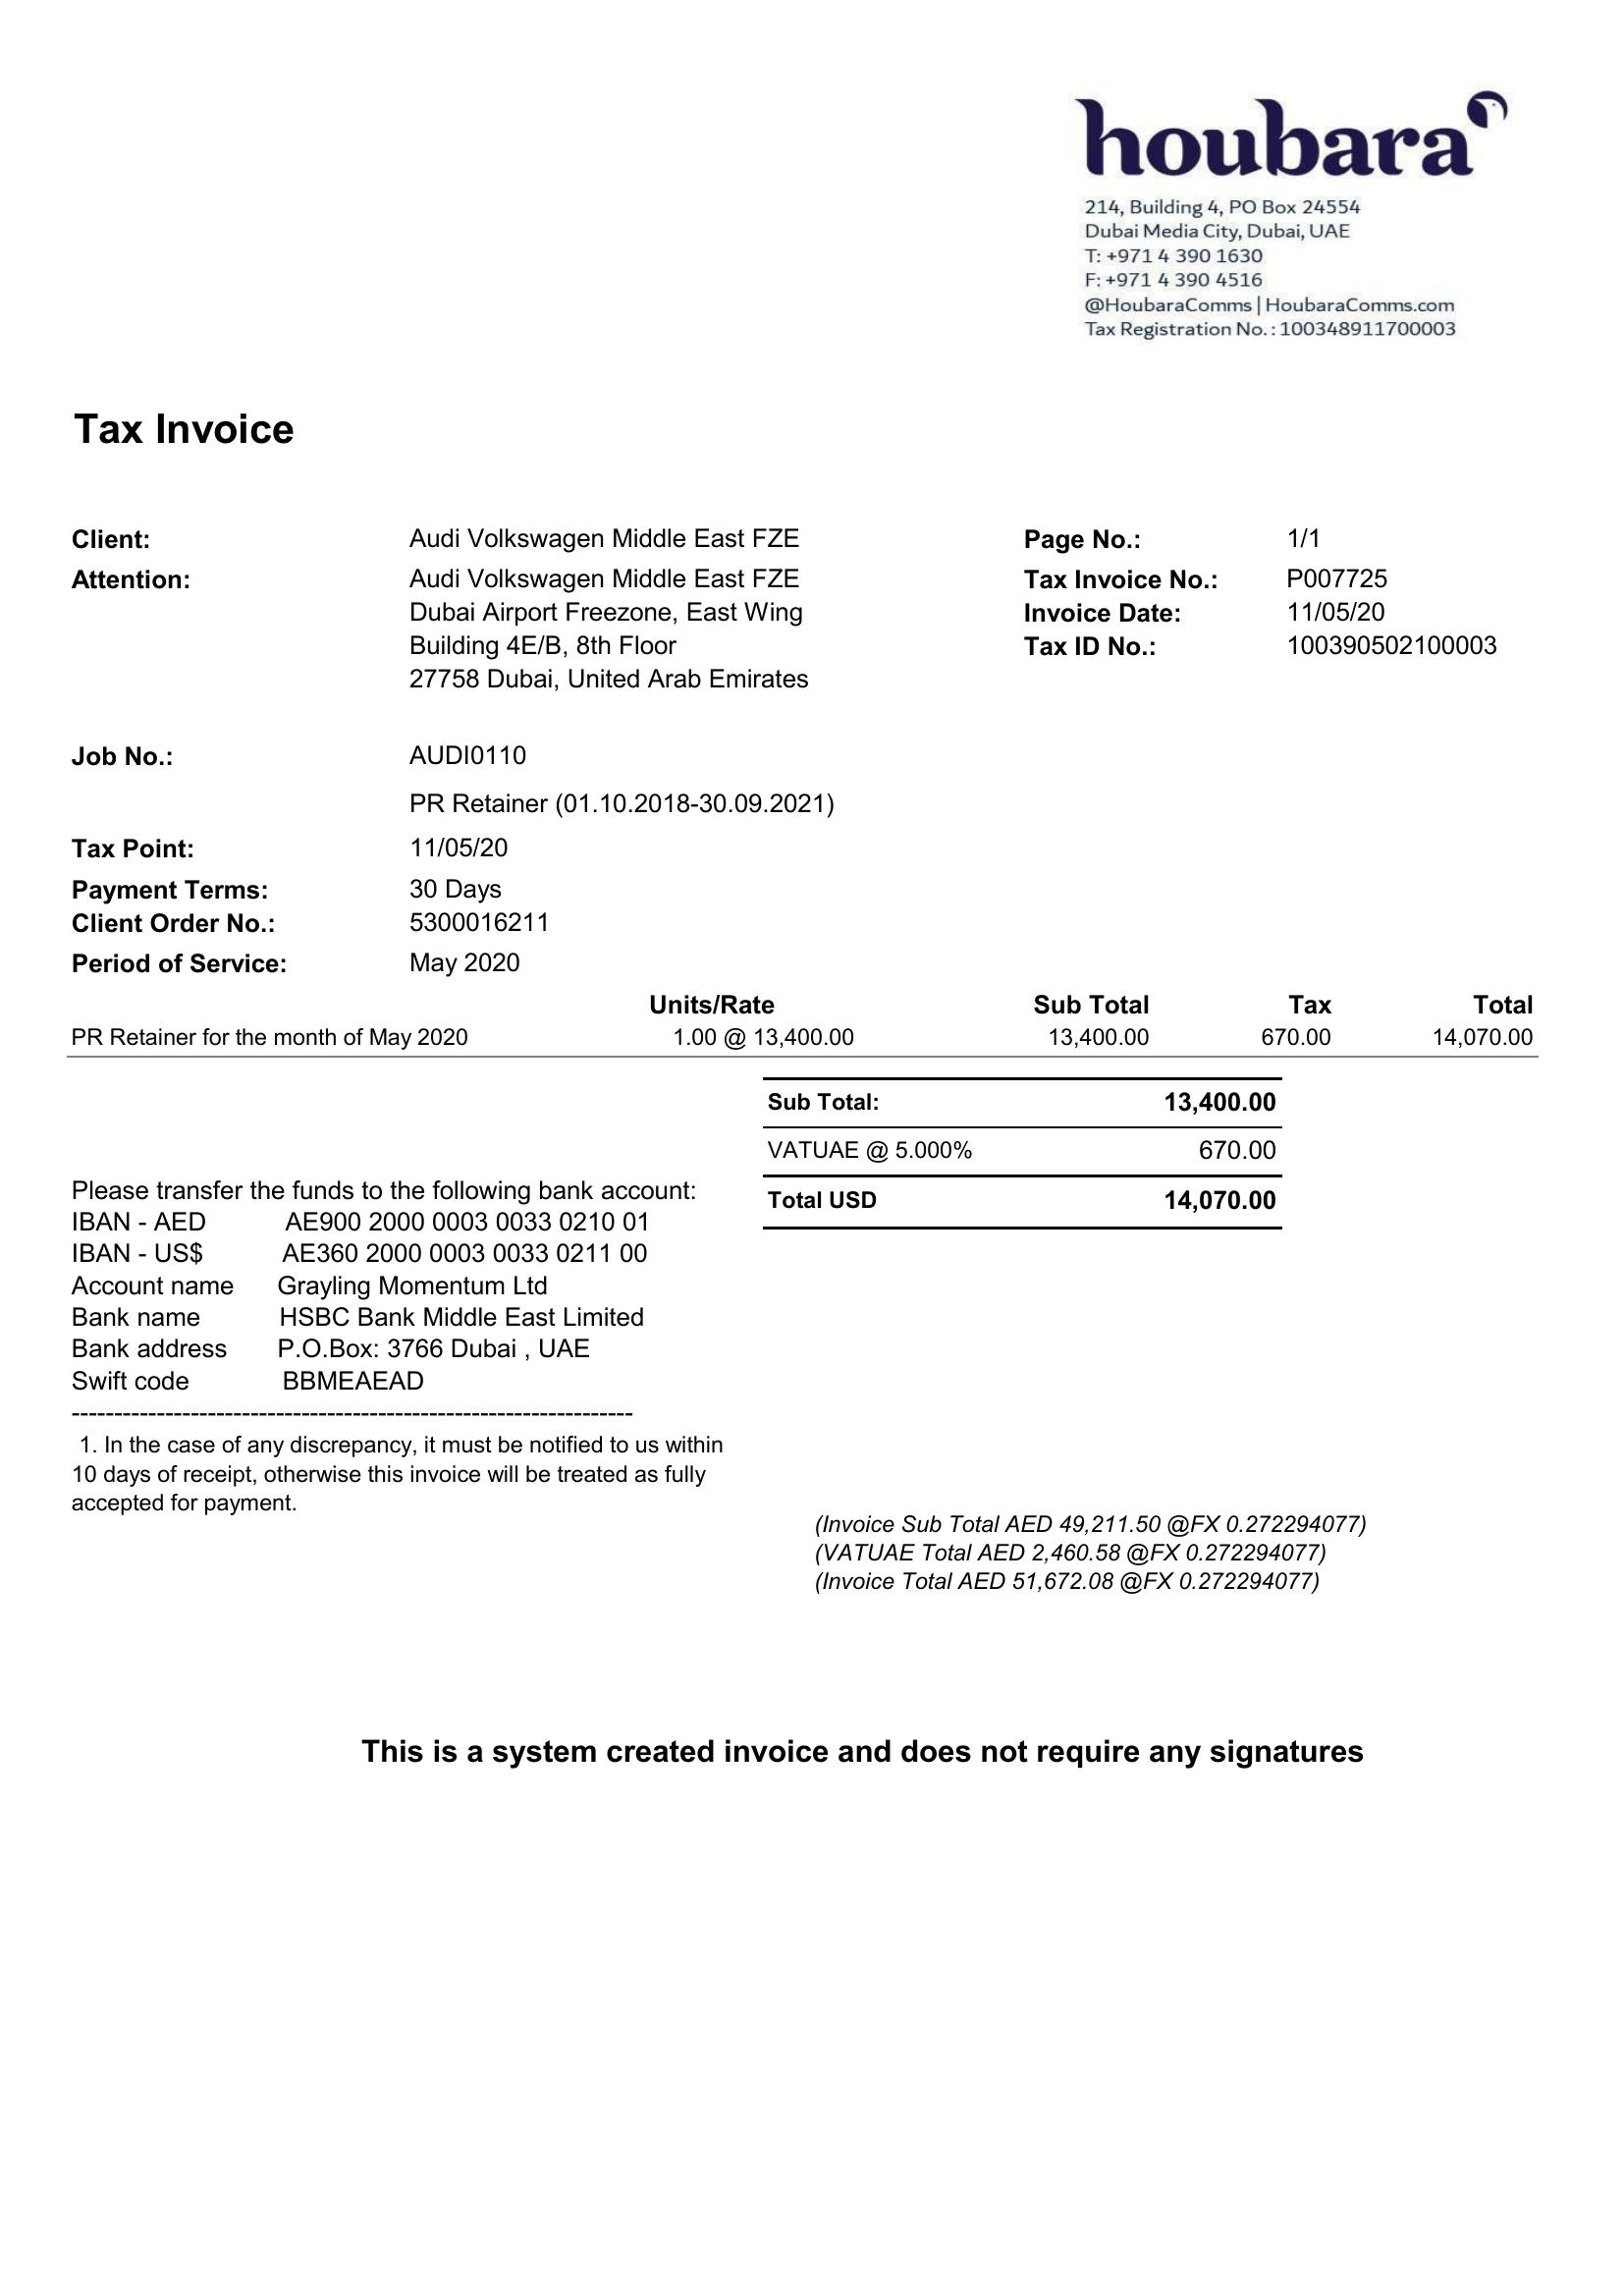 houbara
214, Building 4, PO Box 24554
Dubai Media City, Dubai, UAE
T: +971 4 390 1630
F: +971 4 390 4516
@HoubaraComms | HoubaraComms.com
Tax Registration No. : 100348911700003
Tax Invoice
Client: Audi Volkswagen Middle East FZE Page No.: 1/1
Attention: Audi Volkswagen Middle East FZE Tax Invoice No.: P007725
Dubai Airport Freezone, East Wing Invoice Date: 11/05/20
Building 4E/B, 8th Floor Tax ID No.: 100390502100003
27758 Dubai, United Arab Emirates
Job No.: AUDI0110
PR Retainer (01.10.2018-30.09.2021)
Tax Point: 11/05/20
Payment Terms: 30 Days
Client Order No.: 5300016211
Period of Service: May 2020
Units/Rate Sub Total Tax Total
PR Retainer for the month of May 2020 1.00 @ 13,400.00 13,400.00 670.00 14,070.00
Sub Total: 13,400.00
VATUAE @ 5.000% 670.00
Total USD 14,070.00
Please transfer the funds to the following bank account:
IBAN - AED AE900 2000 0003 0033 0210 01
IBAN - US$ AE360 2000 0003 0033 0211 00
Account name Grayling Momentum Ltd
Bank name HSBC Bank Middle East Limited
Bank address P.O.Box: 3766 Dubai , UAE
Swift code BBMEAEAD
------------------------------------------------------------------
1. In the case of any discrepancy, it must be notified to us within
10 days of receipt, otherwise this invoice will be treated as fully
accepted for payment.
(Invoice Sub Total AED 49,211.50 @FX 0.272294077)
(VATUAE Total AED 2,460.58 @FX 0.272294077)
(Invoice Total AED 51,672.08 @FX 0.272294077)
This is a system created invoice and does not require any signatures